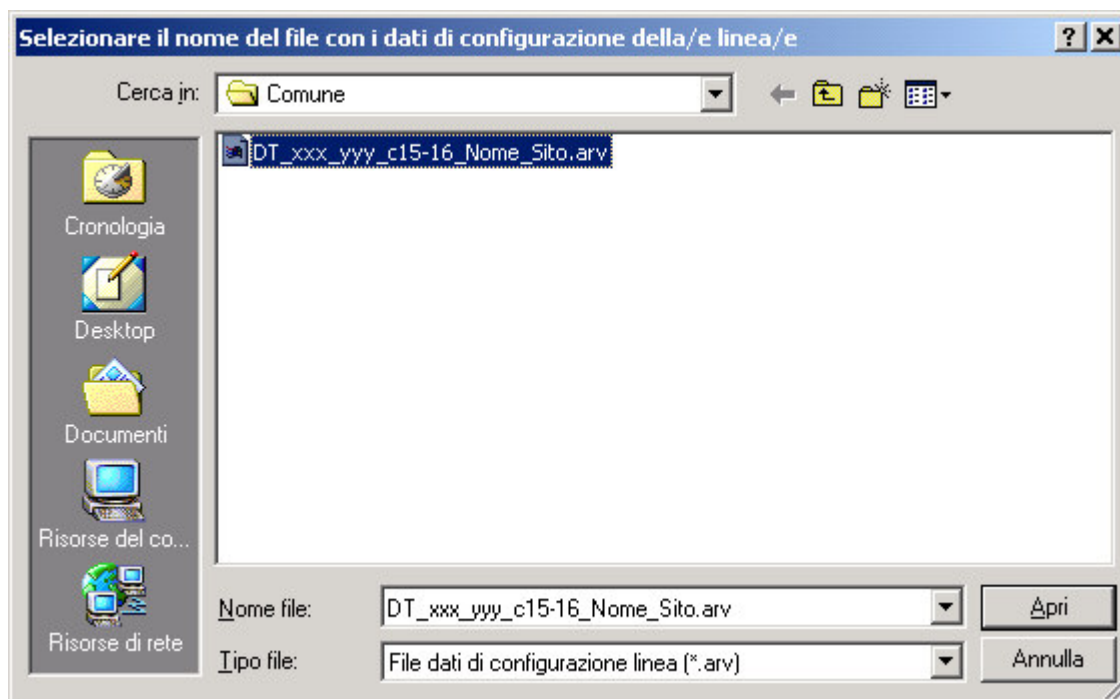 Selezionare il nome del file con i dati di configurazione della/e linea/e
Cerca in: Comune
DT_xxx_yyy_c15-16_Nome_Sito.arv
Cronologia
Desktop
Documenti
Risorse del co...
Risorse di rete
Nome file: DT_xxx_yyy_c15-16_Nome_Sito.arv Apri
Tipo file: File dati di configurazione linea (*.arv) Annulla